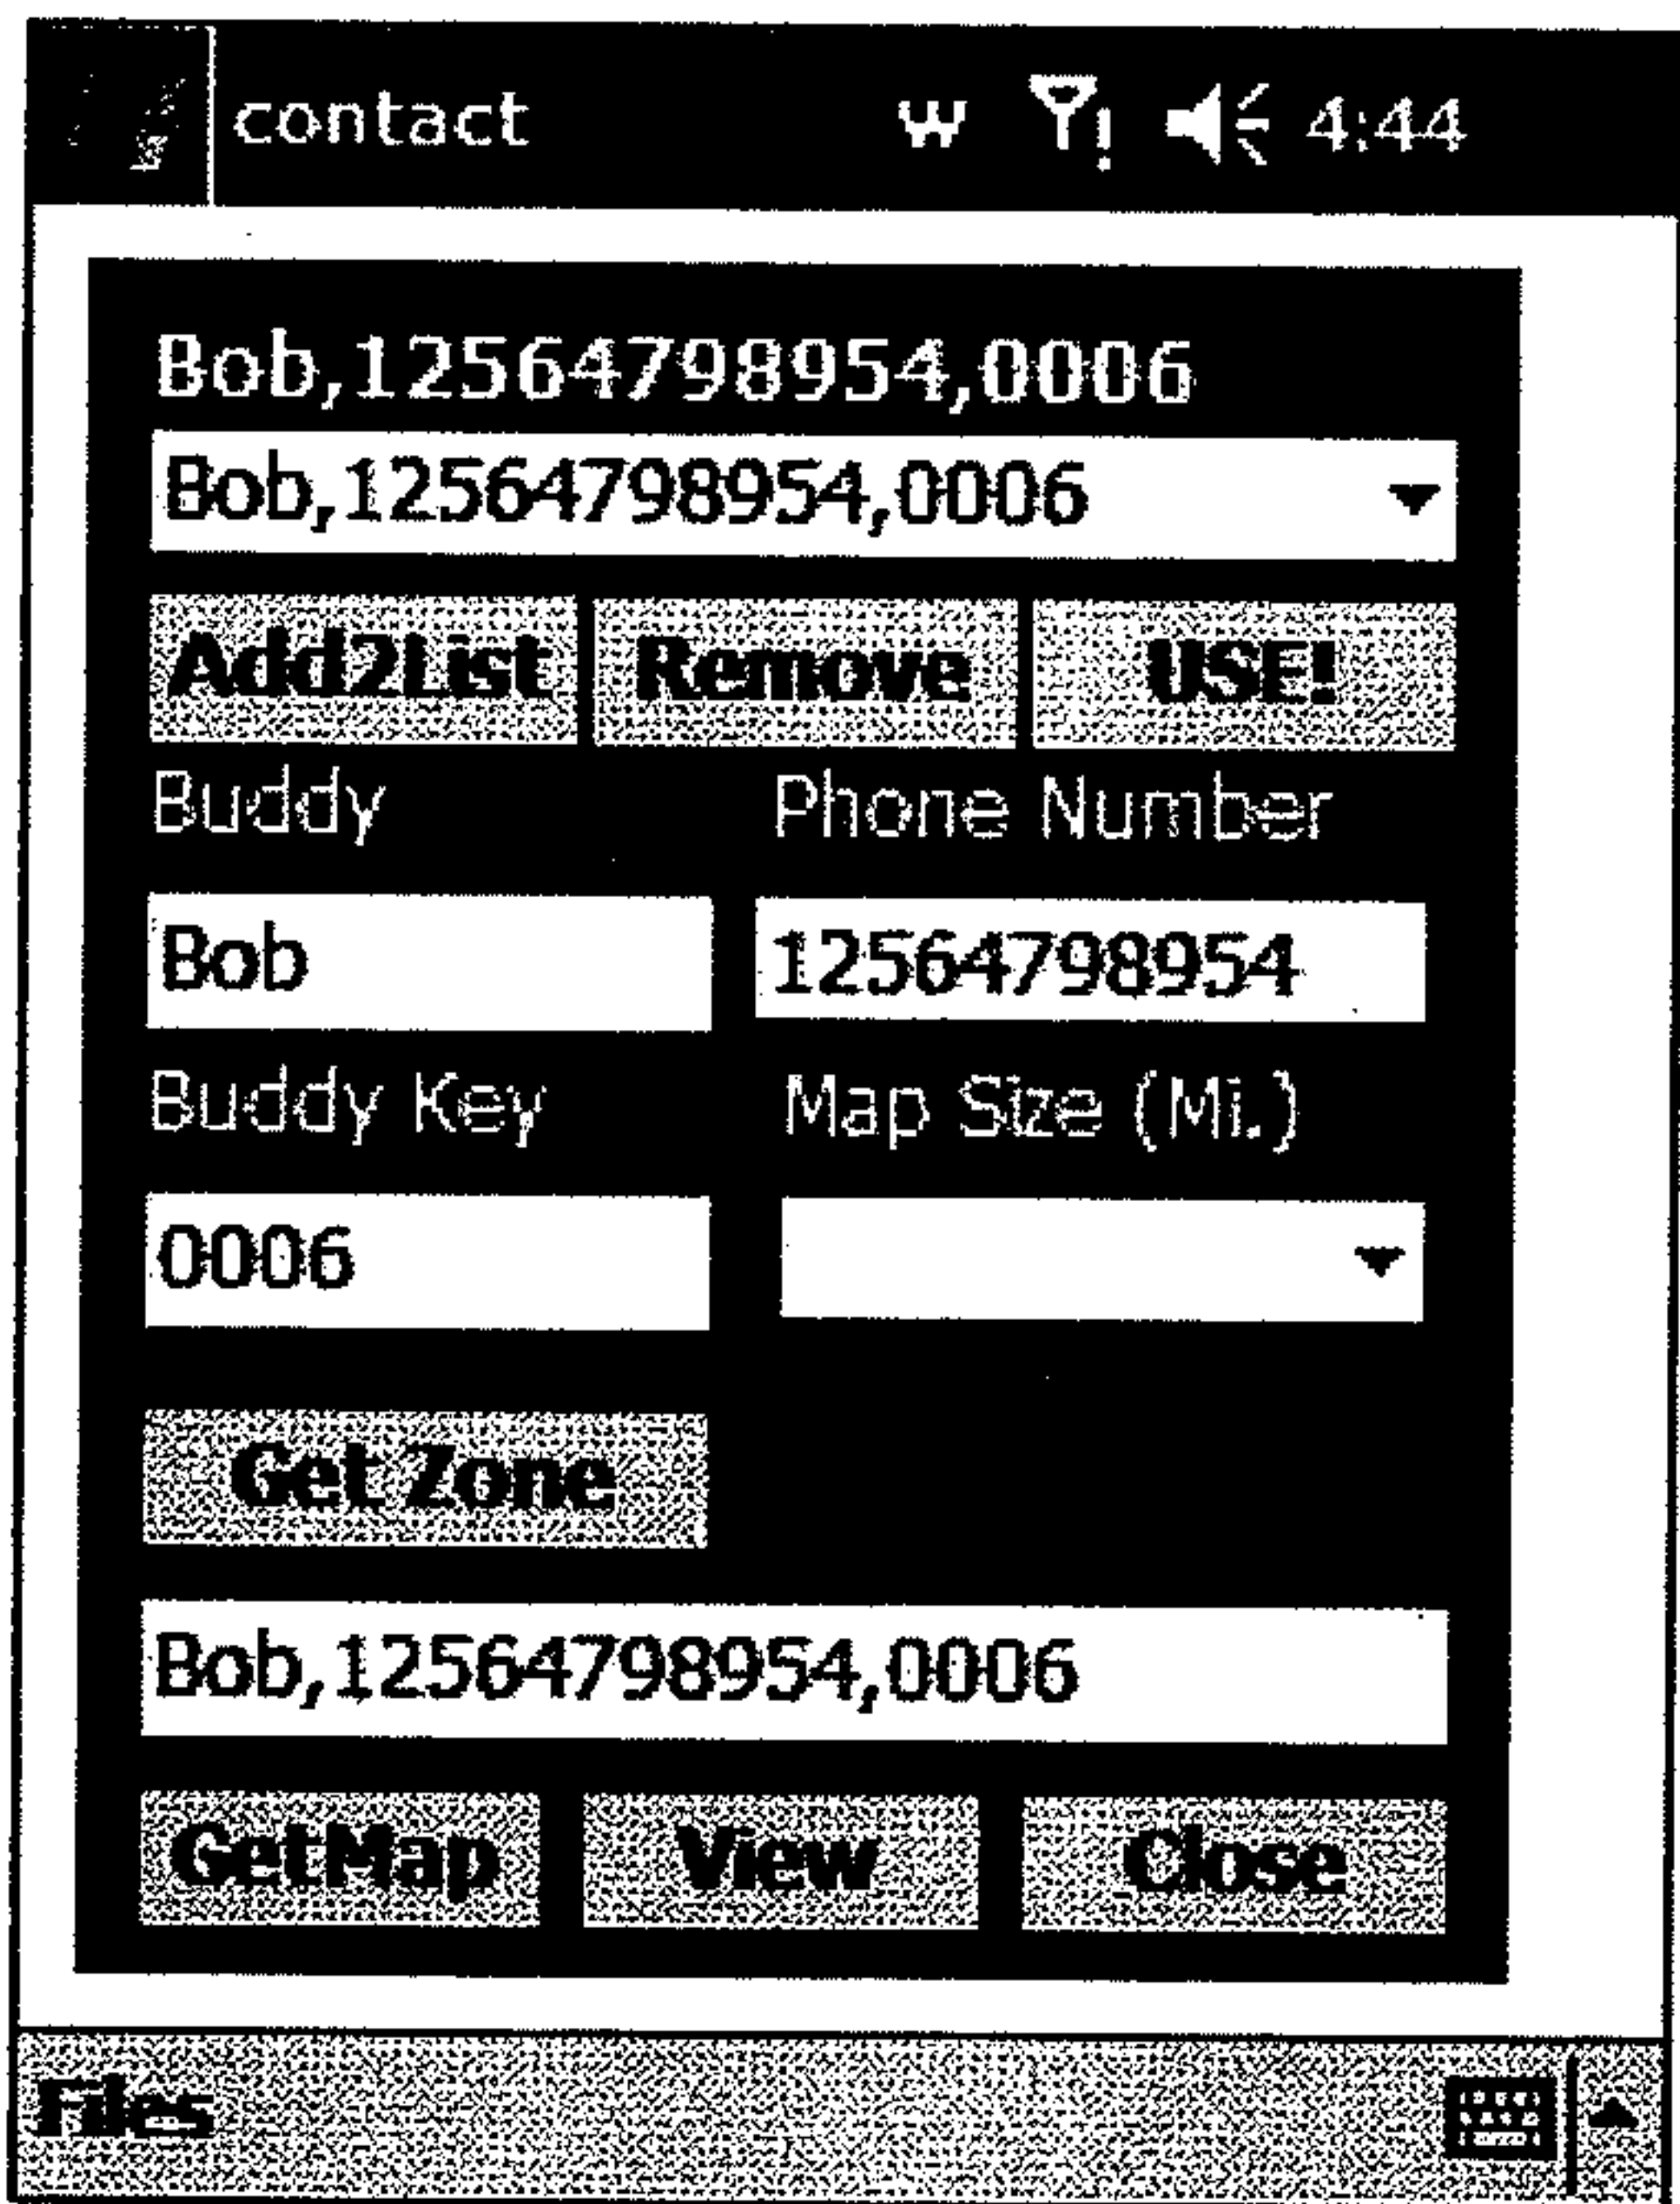 contact 4:44
Bob,12564798954,0006
Bob,12564798954,0006
Add2List Remove USE!
Buddy Phone Number
Bob 12564798954
Buddy Key Map Size (Mi.)
0006
Get Zone
Bob,12564798954,0006
GetMap View Close
Files